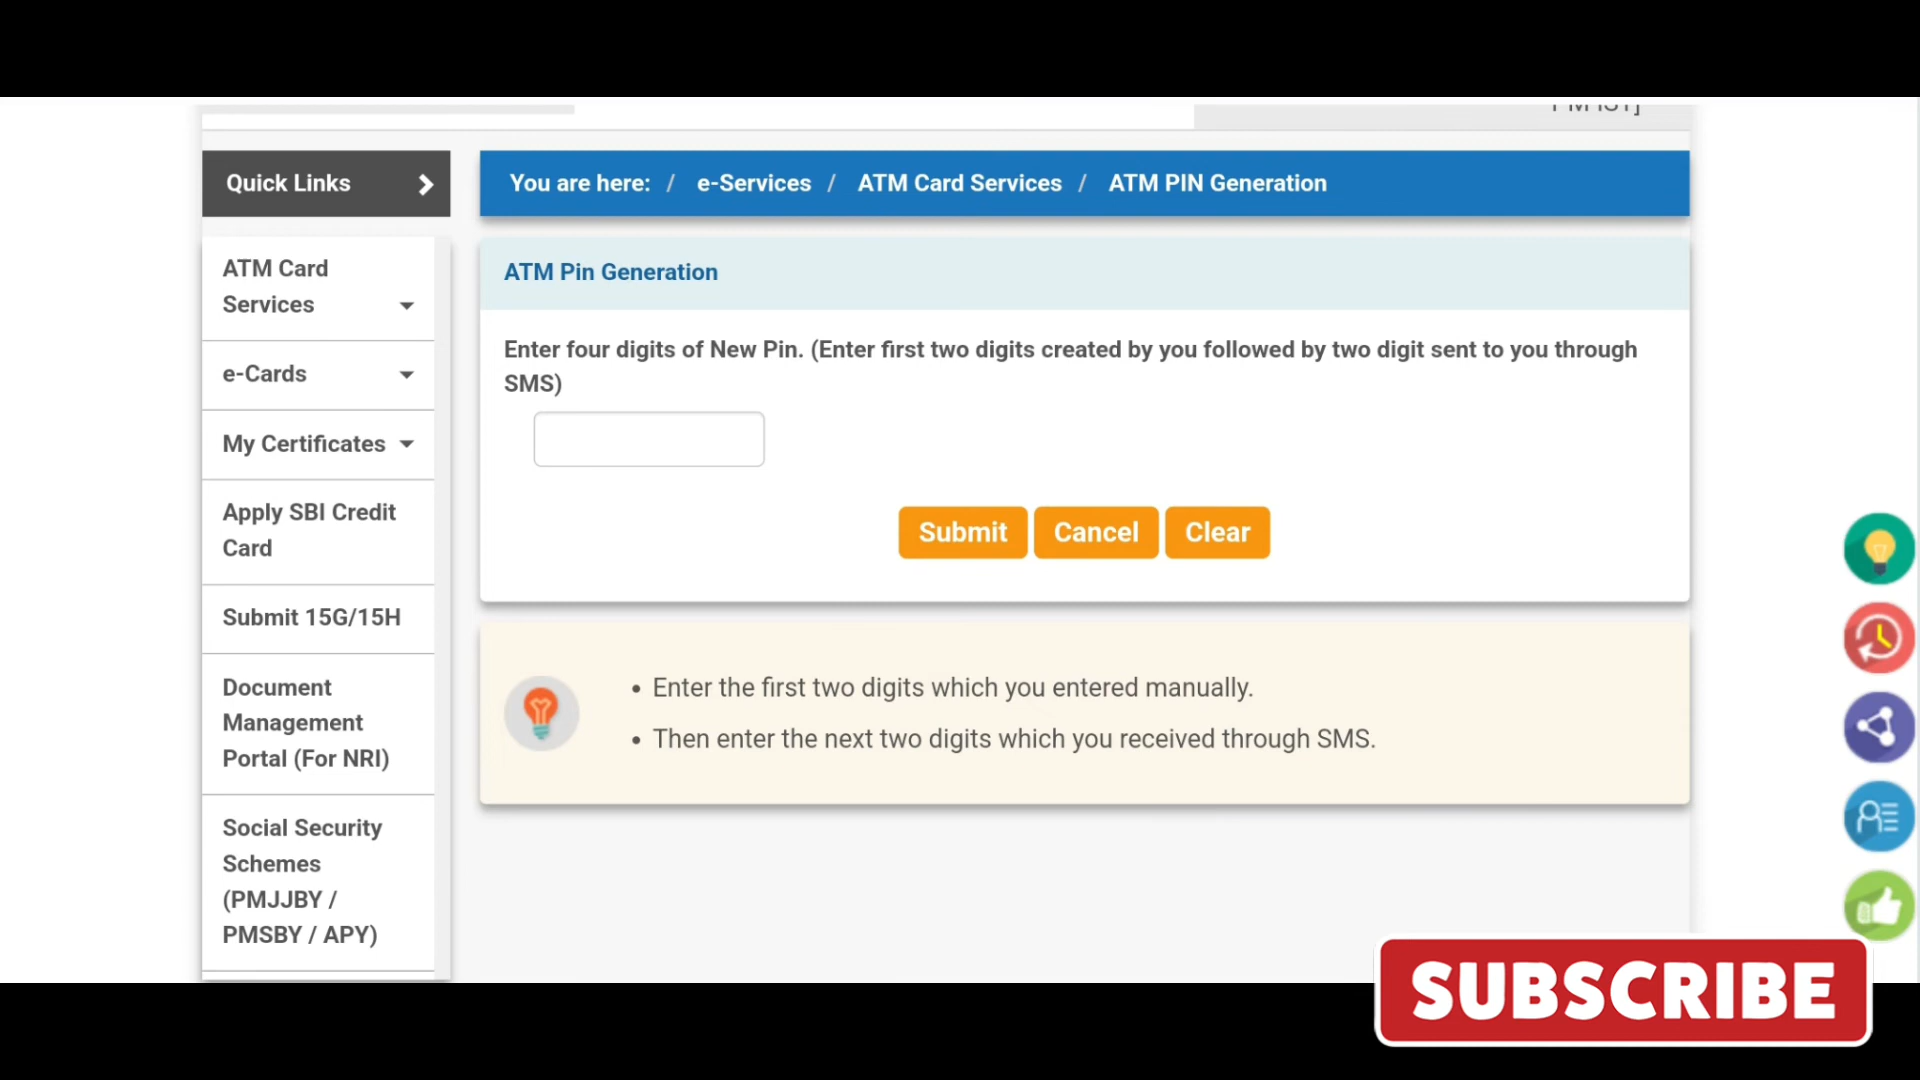 Quick Links
You are here: / e-Services / ATM Card Services / ATM PIN Generation
ATM Card
Services
e-Cards
My Certificates
Apply SBI Credit
Card
Submit 15G/15H
Document
Management
Portal (For NRI)
Social Security
Schemes
(PMJJBY /
PMSBY / APY)
ATM Pin Generation
Enter four digits of New Pin. (Enter first two digits created by you followed by two digit sent to you through
SMS)
Submit Cancel Clear
• Enter the first two digits which you entered manually.
• Then enter the next two digits which you received through SMS.
SUBSCRIBE